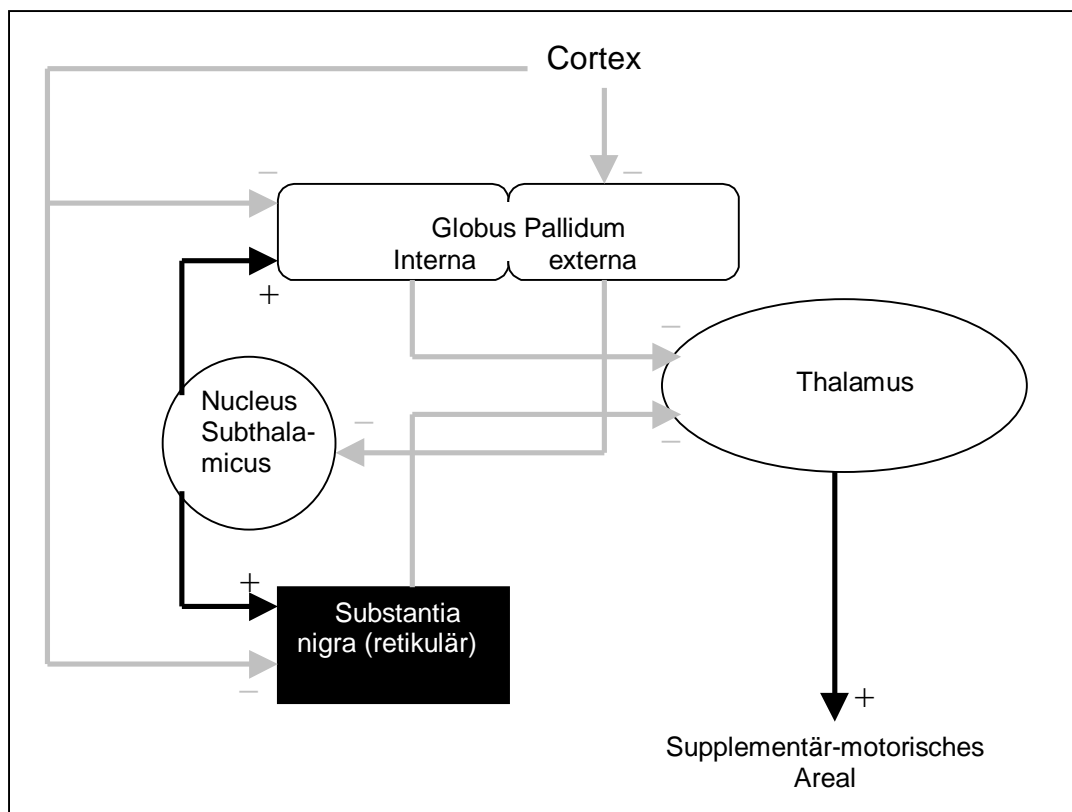 Cortex
−
−
Globus Pallidum
Interna externa
+
−
Thalamus
Nucleus
Subthala-
micus
−
−
+
Substantia
nigra (retikulär)
−
+
Supplementär-motorisches
Areal